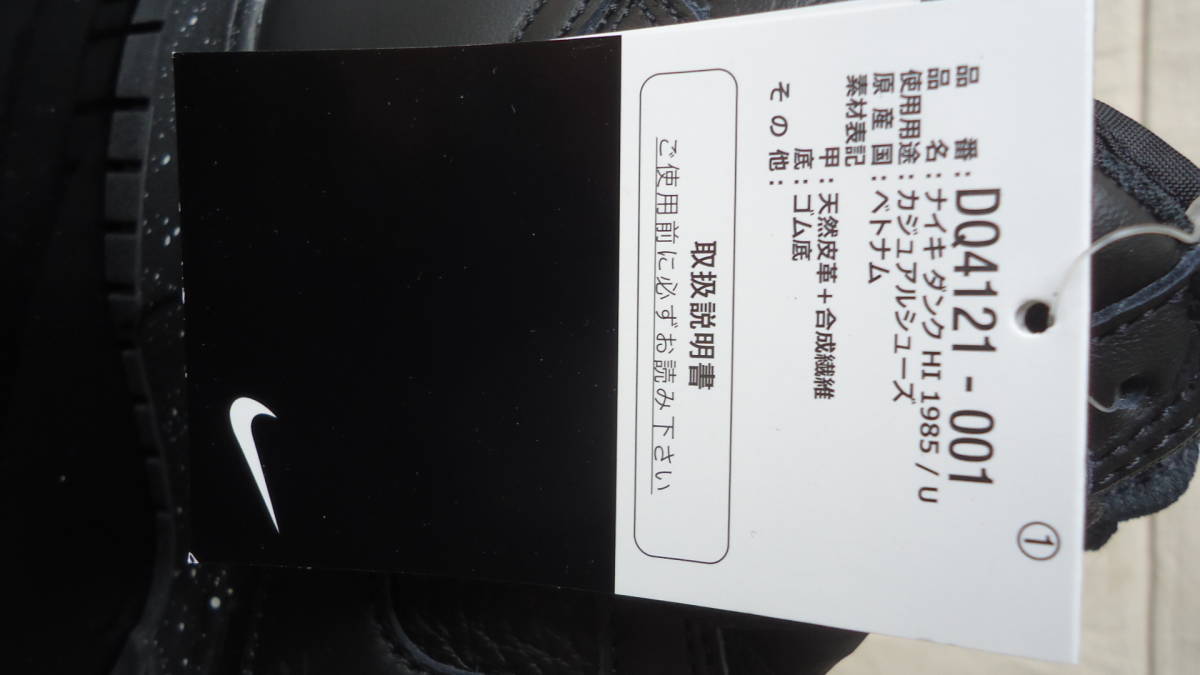 ①
品番：DQ4121-001
品名：ナイキ ダンク HI 1985 / U
使用用途：カジュアルシューズ
原産国：ベトナム
素材表記
甲：天然皮革＋合成繊維
底：ゴム底
その他：
取扱説明書
ご使用前に必ずお読み下さい